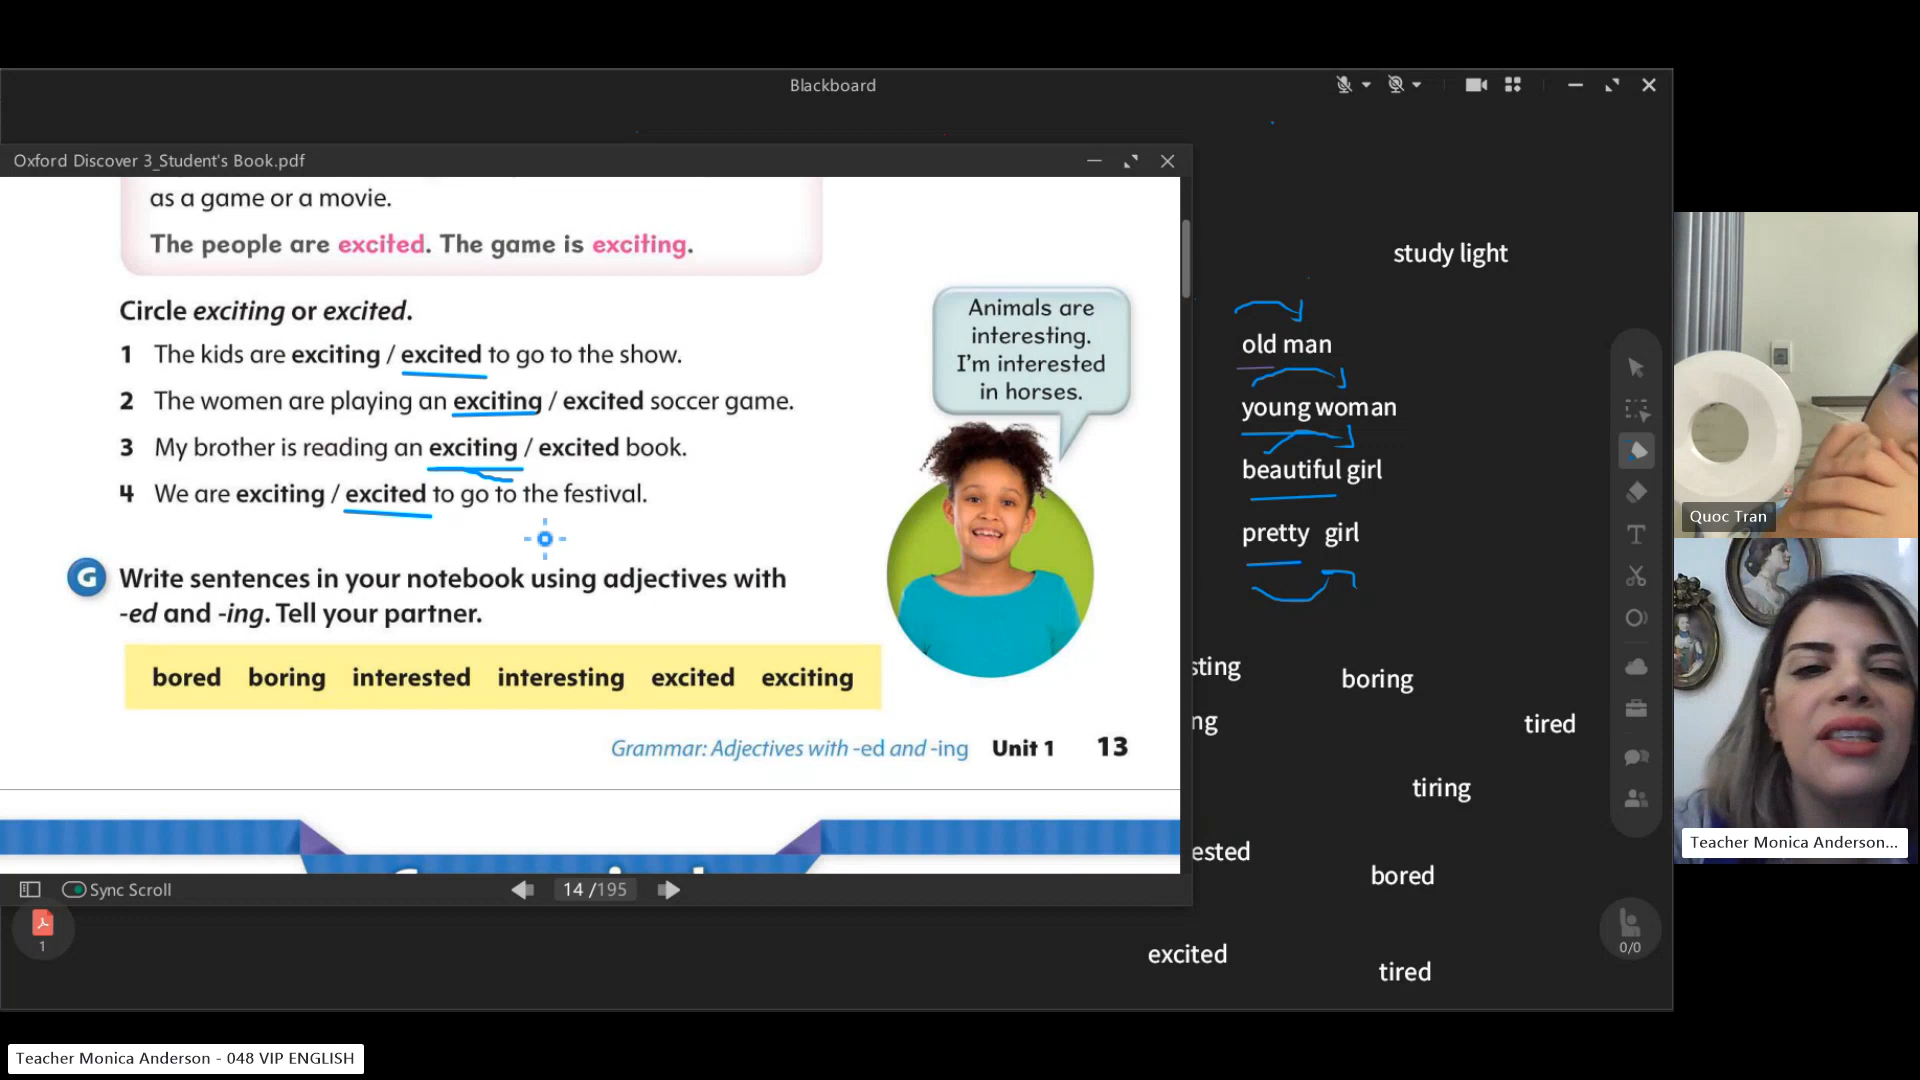 Blackboard
Oxford Discover 3_Student's Book.pdf
as a game or a movie.
The people are excited. The game is exciting.
Circle exciting or excited.
1 The kids are exciting / excited to go to the show.
2 The women are playing an exciting / excited soccer game.
3 My brother is reading an exciting / excited book.
4 We are exciting / excited to go to the festival.
Animals are
interesting.
I'm interested
in horses.
G Write sentences in your notebook using adjectives with
-ed and -ing. Tell your partner.
bored boring interested interesting excited exciting
Grammar: Adjectives with -ed and -ing Unit 1 13
Sync Scroll
14 /195
1
study light
old man
young woman
beautiful girl
pretty girl
sting
boring
ng
tired
tiring
ested
bored
excited
tired
0/0
Quoc Tran
Teacher Monica Anderson...
Teacher Monica Anderson - 048 VIP ENGLISH